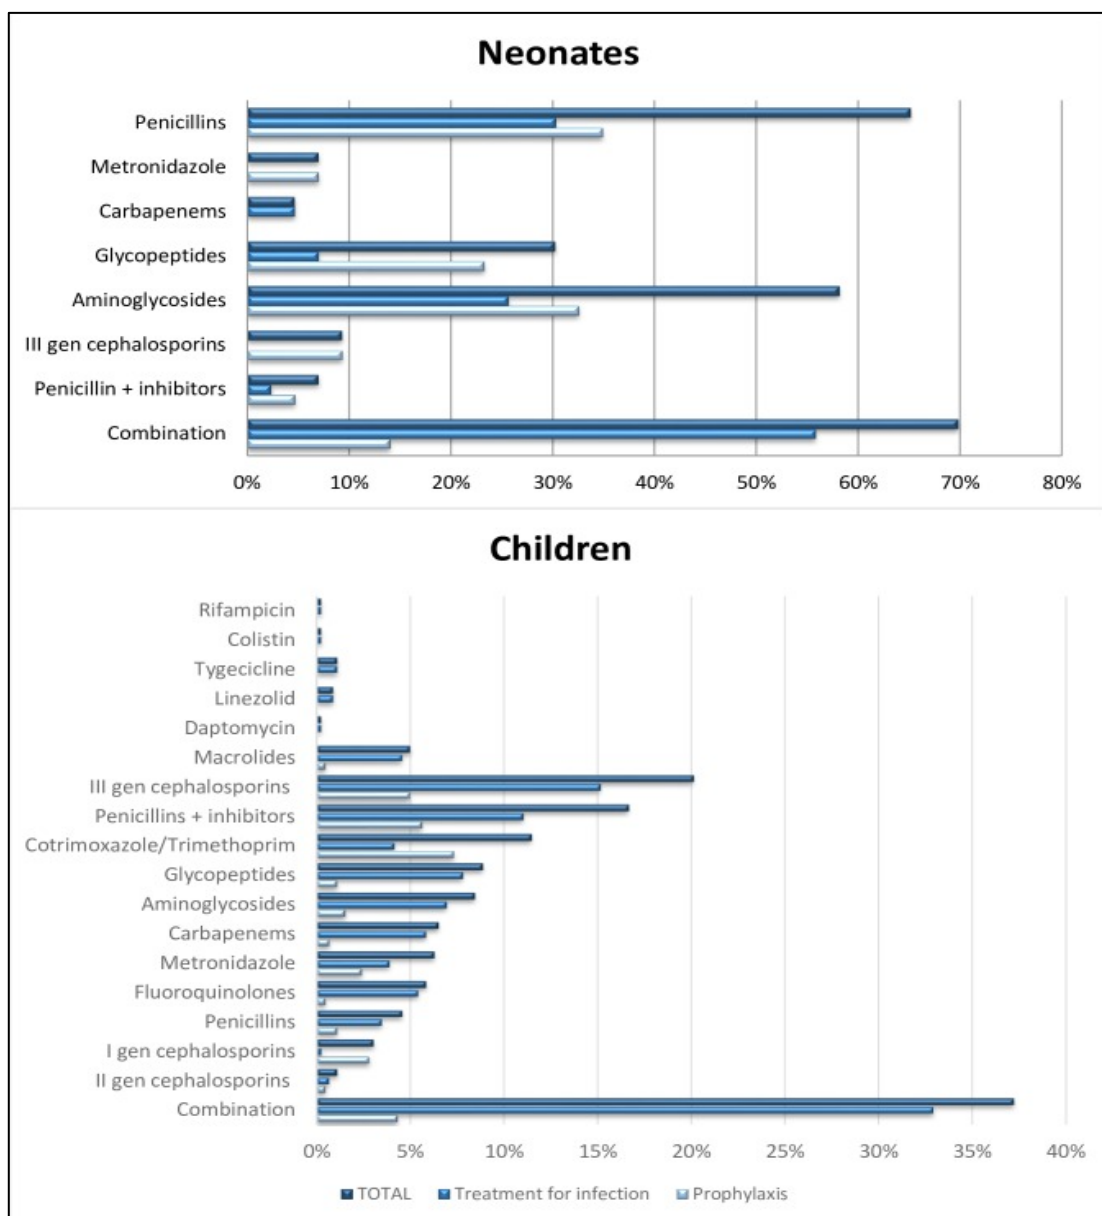 Neonates
Penicillins
Metronidazole
Carbapenems
Glycopeptides
Aminoglycosides
III gen cephalosporins
Penicillin + inhibitors
Combination
0% 10% 20% 30% 40% 50% 60% 70% 80%
Children
Rifampicin
Colistin
Tygecicline
Linezolid
Daptomycin
Macrolides
III gen cephalosporins
Penicillins + inhibitors
Cotrimoxazole/Trimethoprim
Glycopeptides
Aminoglycosides
Carbapenems
Metronidazole
Fluoroquinolones
Penicillins
I gen cephalosporins
II gen cephalosporins
Combination
0% 5% 10% 15% 20% 25% 30% 35% 40%
TOTAL Treatment for infection Prophylaxis